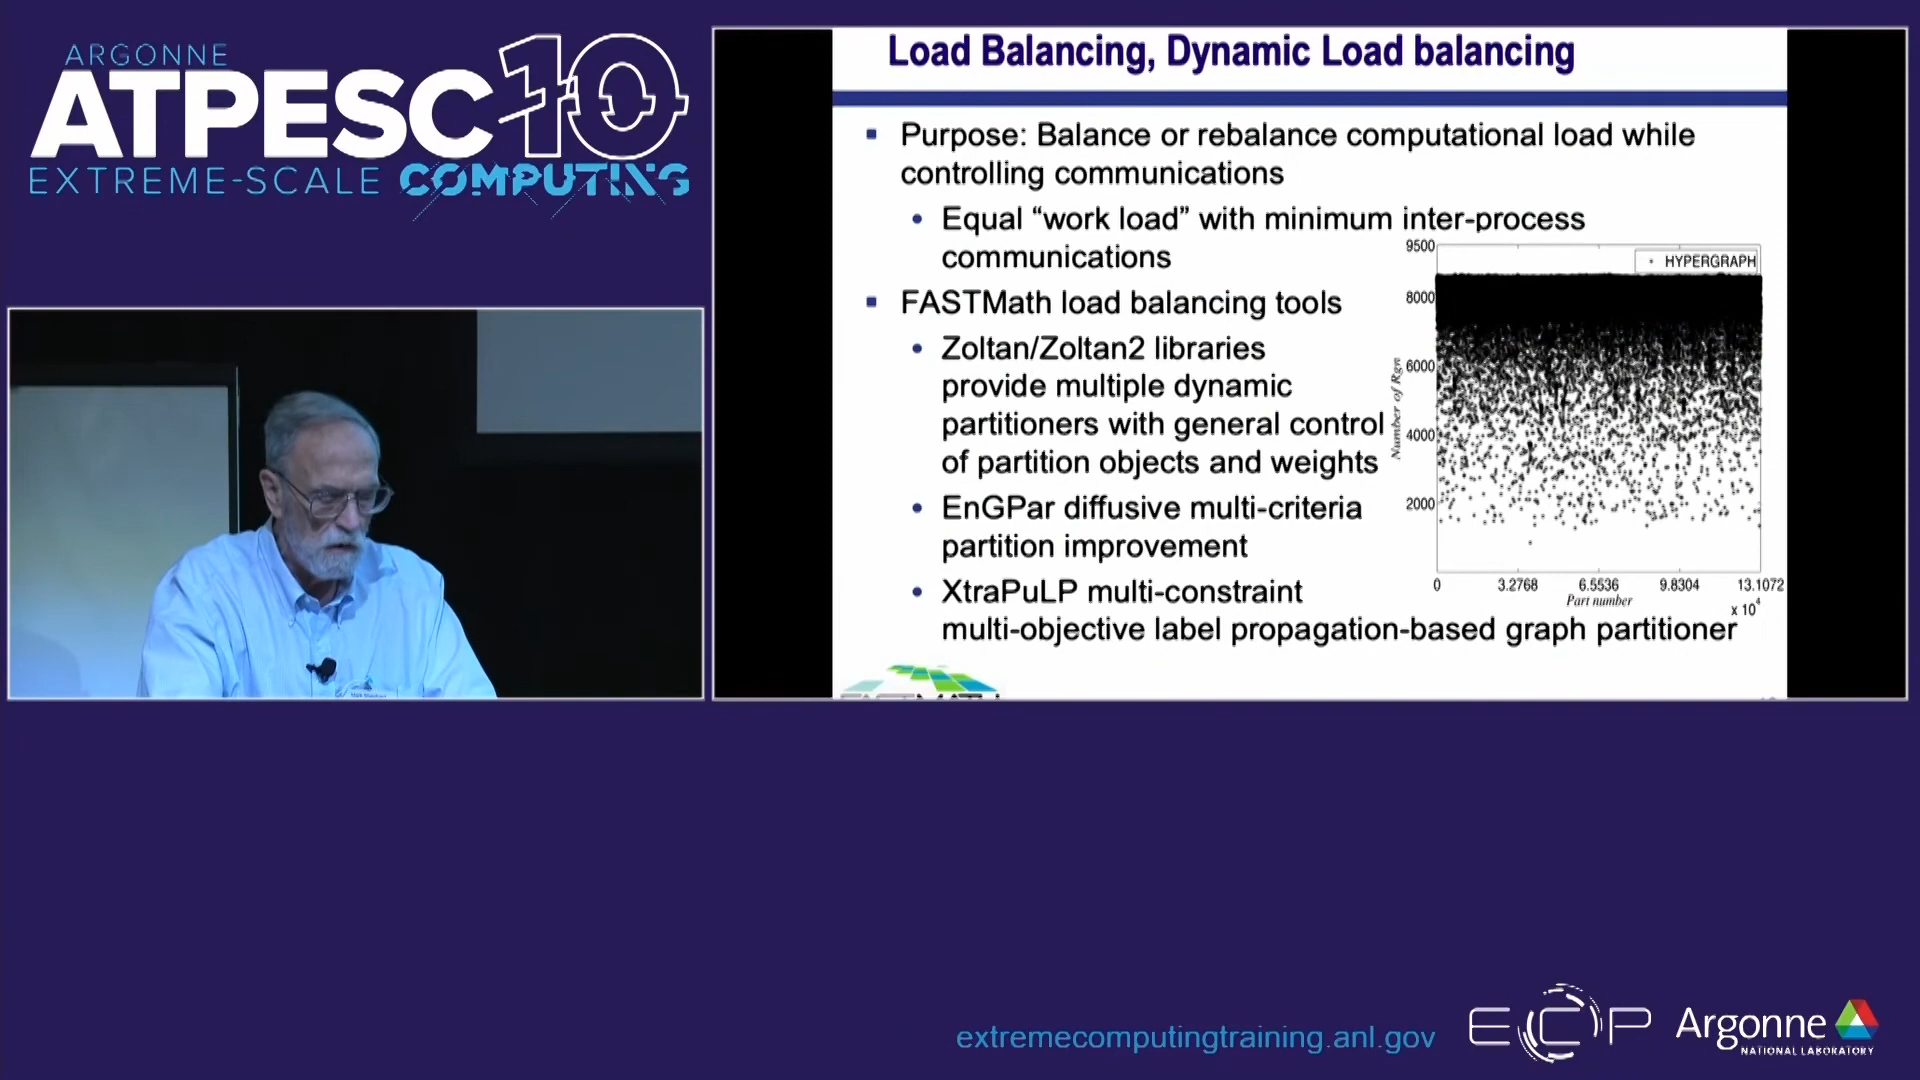 ARGONNE
ATPESC10
EXTREME-SCALE COMPUTING
Load Balancing, Dynamic Load balancing
Purpose: Balance or rebalance computational load while
controlling communications
Equal “work load” with minimum inter-process
communications
FASTMath load balancing tools
Zoltan/Zoltan2 libraries
provide multiple dynamic
partitioners with general control
of partition objects and weights
EnGPar diffusive multi-criteria
partition improvement
XtraPuLP multi-constraint
multi-objective label propagation-based graph partitioner
HYPERGRAPH
9500
8000
6000
4000
2000
Number of Rgn
0 3.2768 6.5536 9.8304 13.1072
Part number
x 10⁴
extremecomputingtraining.anl.gov
ECP
Argonne
NATIONAL LABORATORY